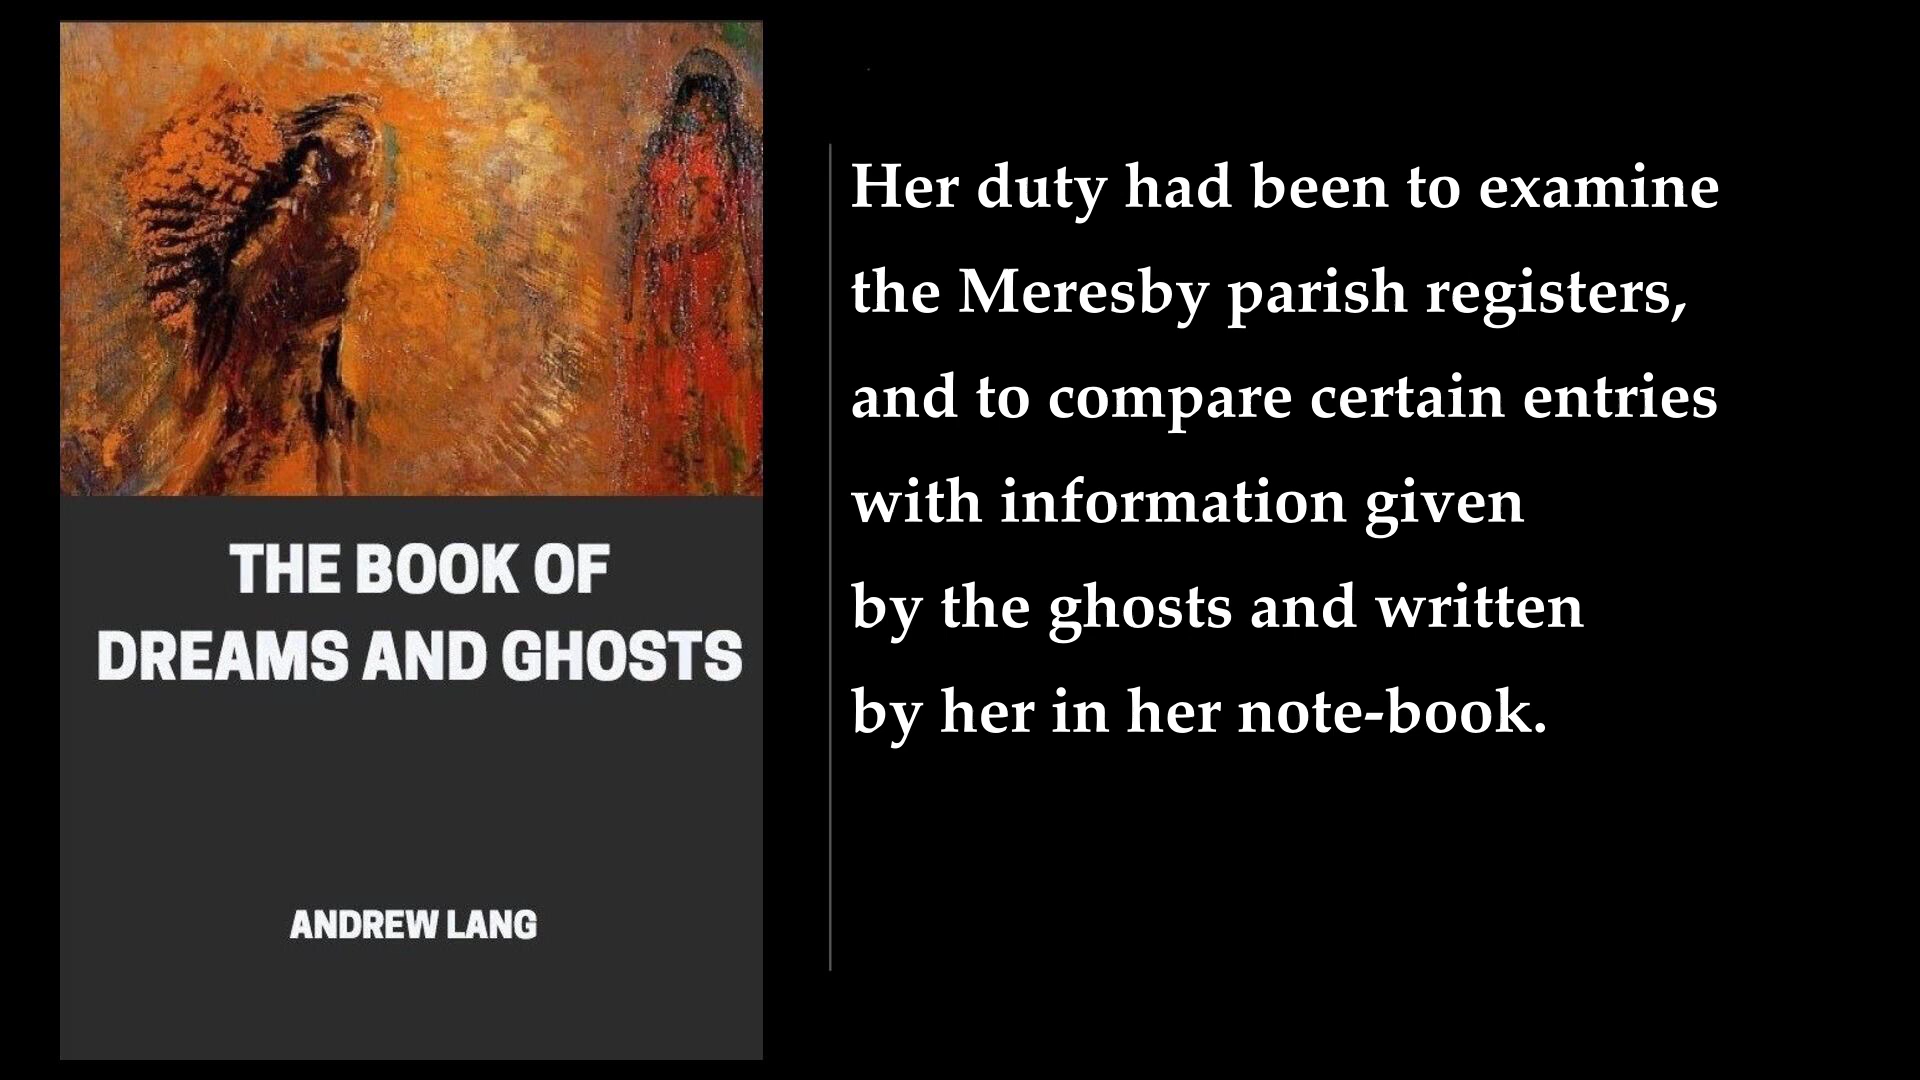 THE BOOK OF
DREAMS AND GHOSTS
ANDREW LANG
Her duty had been to examine
the Meresby parish registers,
and to compare certain entries
with information given
by the ghosts and written
by her in her note-book.